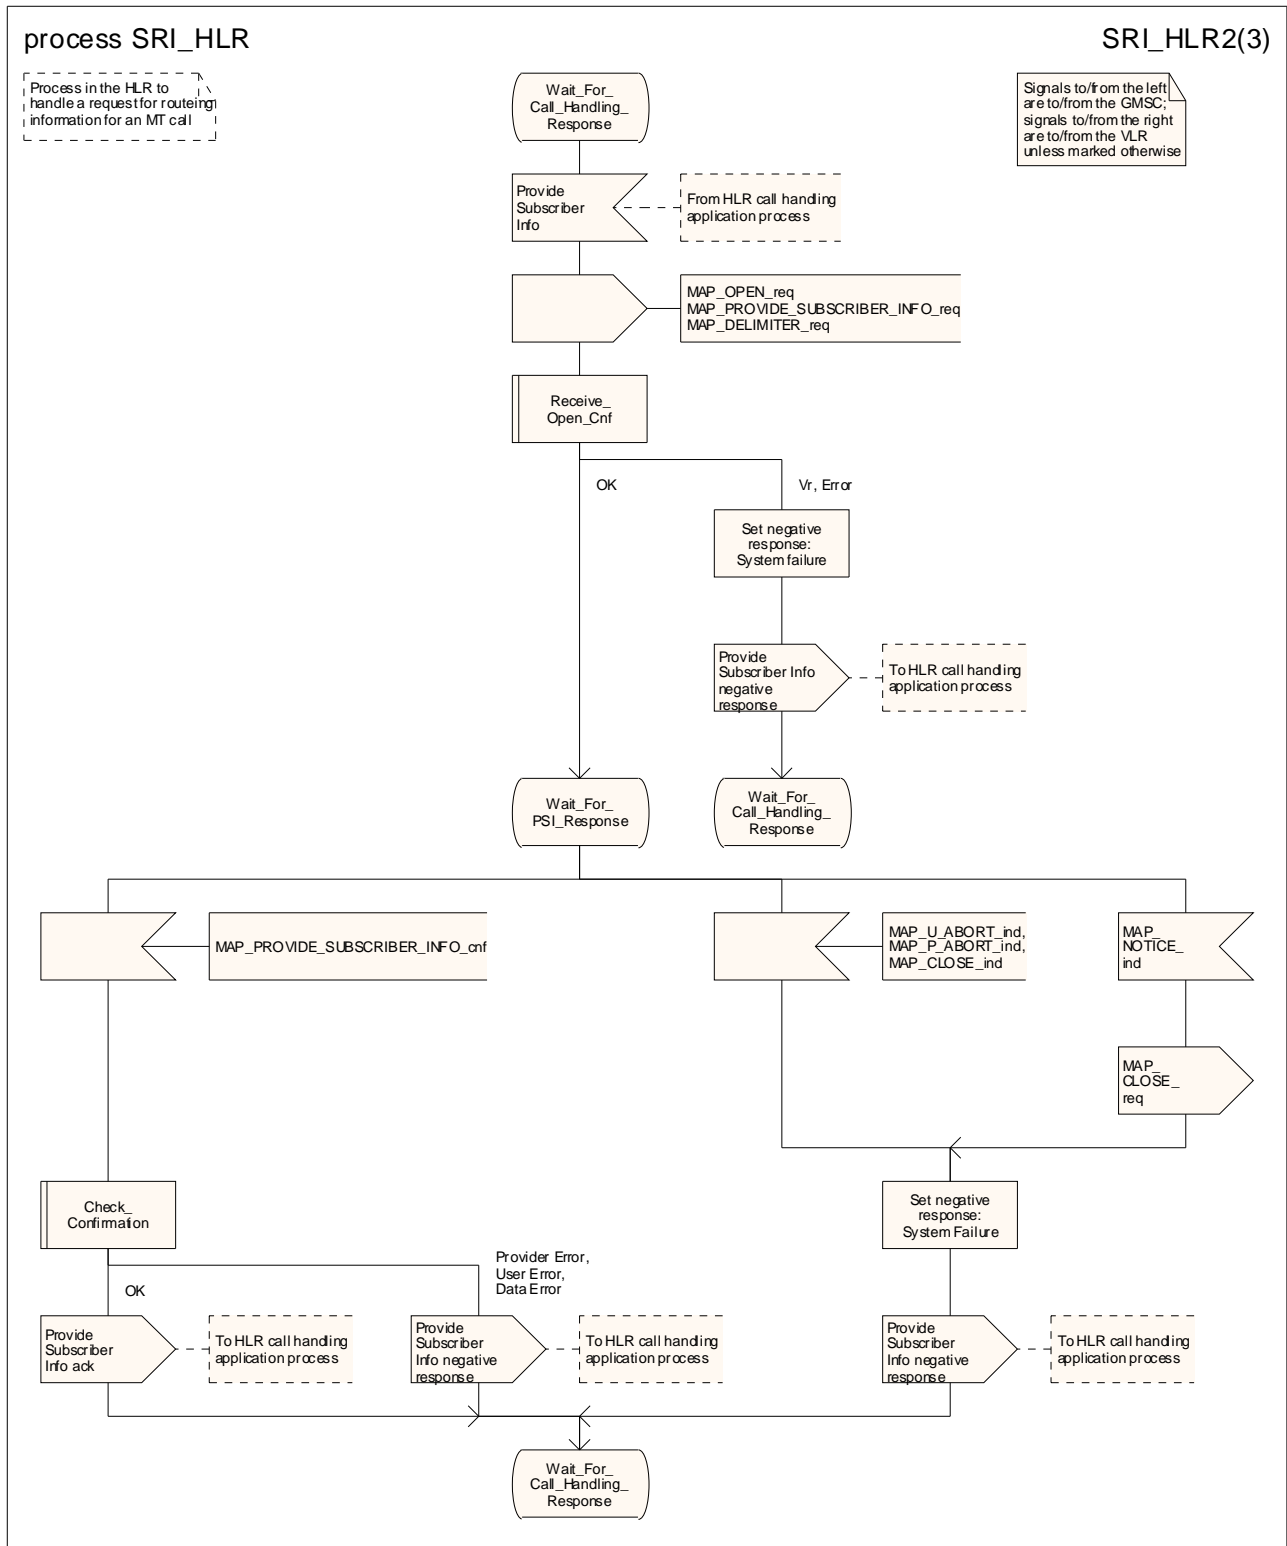 process SRI_HLR
SRI_HLR2(3)
Process in the HLR to
handle a request for routeing
information for an MT call
Wait_For_
Call_Handling_
Response
Signals to/from the left
are to/from the GMSC;
signals to/from the right
are to/from the VLR
unless marked otherwise
Provide
Subscriber
Info
From HLR call handling
application process
MAP_OPEN_req
MAP_PROVIDE_SUBSCRIBER_INFO_req
MAP_DELIMITER_req
Receive_
Open_Cnf
OK
Vr, Error
Set negative
response:
System failure
Provide
Subscriber Info
negative
response
To HLR call handling
application process
Wait_For_
PSI_Response
Wait_For_
Call_Handling_
Response
MAP_PROVIDE_SUBSCRIBER_INFO_cnf
MAP_U_ABORT_ind,
MAP_P_ABORT_ind,
MAP_CLOSE_ind
MAP_
NOTICE_
ind
MAP_
CLOSE_
req
Check_
Confirmation
Set negative
response:
System Failure
OK
Provider Error,
User Error,
Data Error
Provide
Subscriber
Info ack
To HLR call handling
application process
Provide
Subscriber
Info negative
response
To HLR call handling
application process
Provide
Subscriber
Info negative
response
To HLR call handling
application process
Wait_For_
Call_Handling_
Response